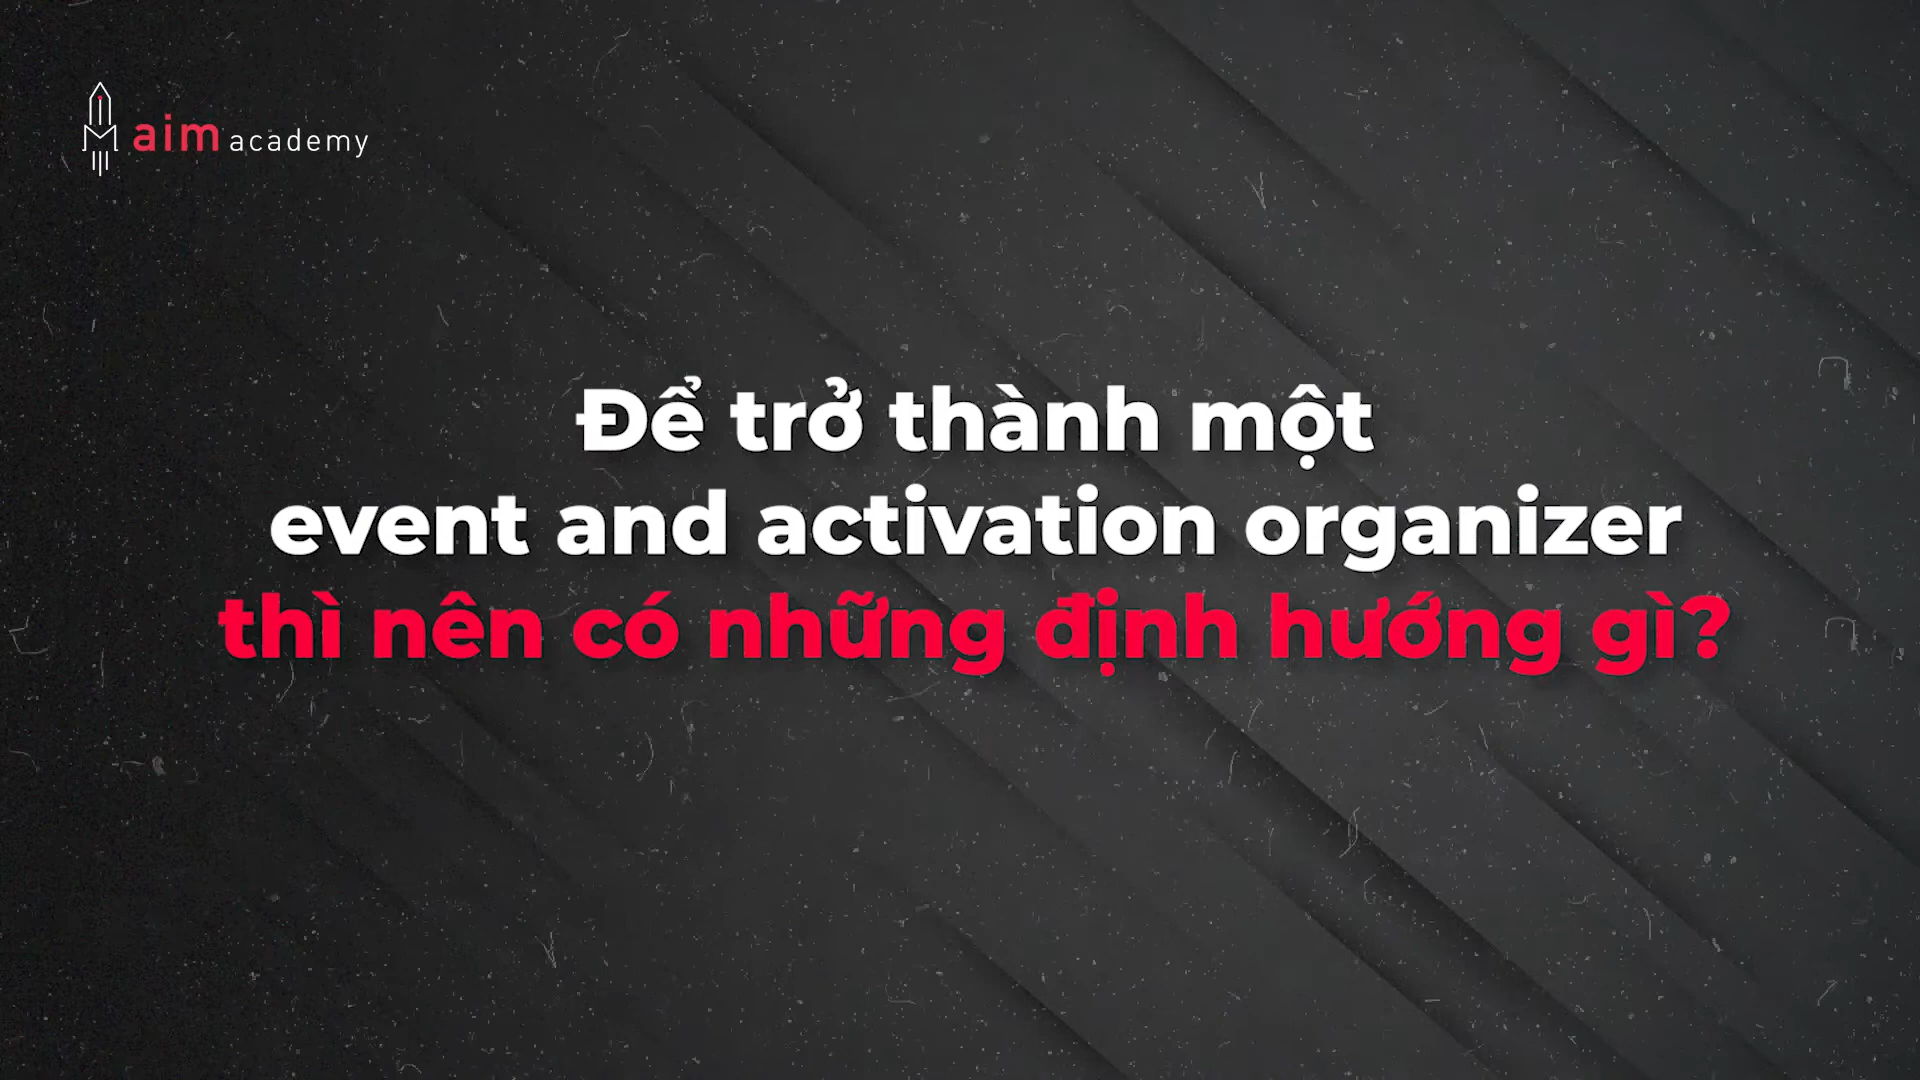 aim academy
Để trở thành một
event and activation organizer
thì nên có những định hướng gì?